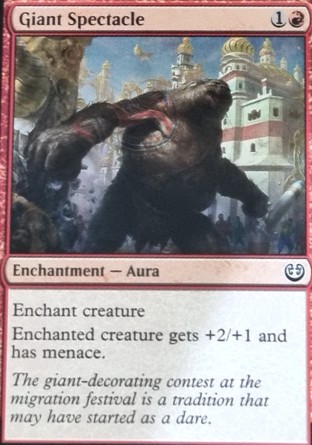 Giant Spectacle 1
Enchantment — Aura
Enchant creature
Enchanted creature gets +2/+1 and
has menace.
The giant-decorating contest at the
migration festival is a tradition that
may have started as a dare.